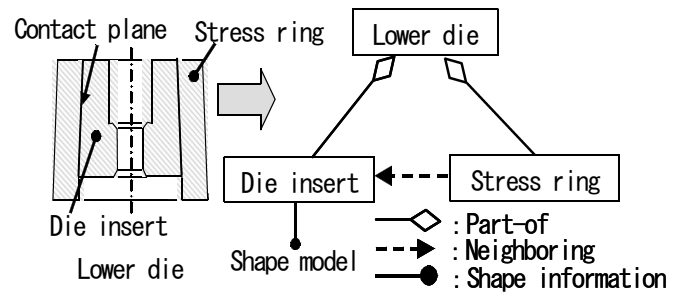 Contact plane
Stress ring
Die insert
Lower die
Lower die
Die insert
Stress ring
Shape model
: Part-of
: Neighboring
: Shape information